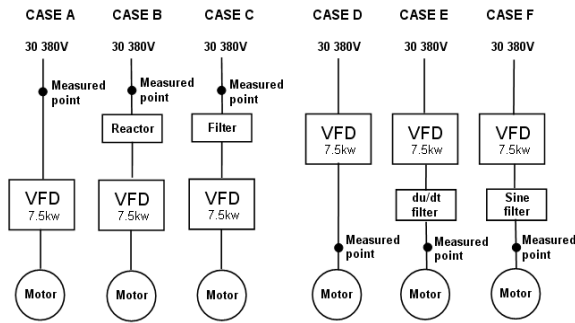 CASE A CASE B CASE C CASE D CASE E CASE F
30 380V 30 380V 30 380V 30 380V 30 380V 30 380V
Measured point Measured point Measured point
Reactor Filter
VFD 7.5kw VFD 7.5kw VFD 7.5kw
du/dt filter Sine filter
VFD 7.5kw VFD 7.5kw VFD 7.5kw
Measured point Measured point Measured point
Motor Motor Motor Motor Motor Motor